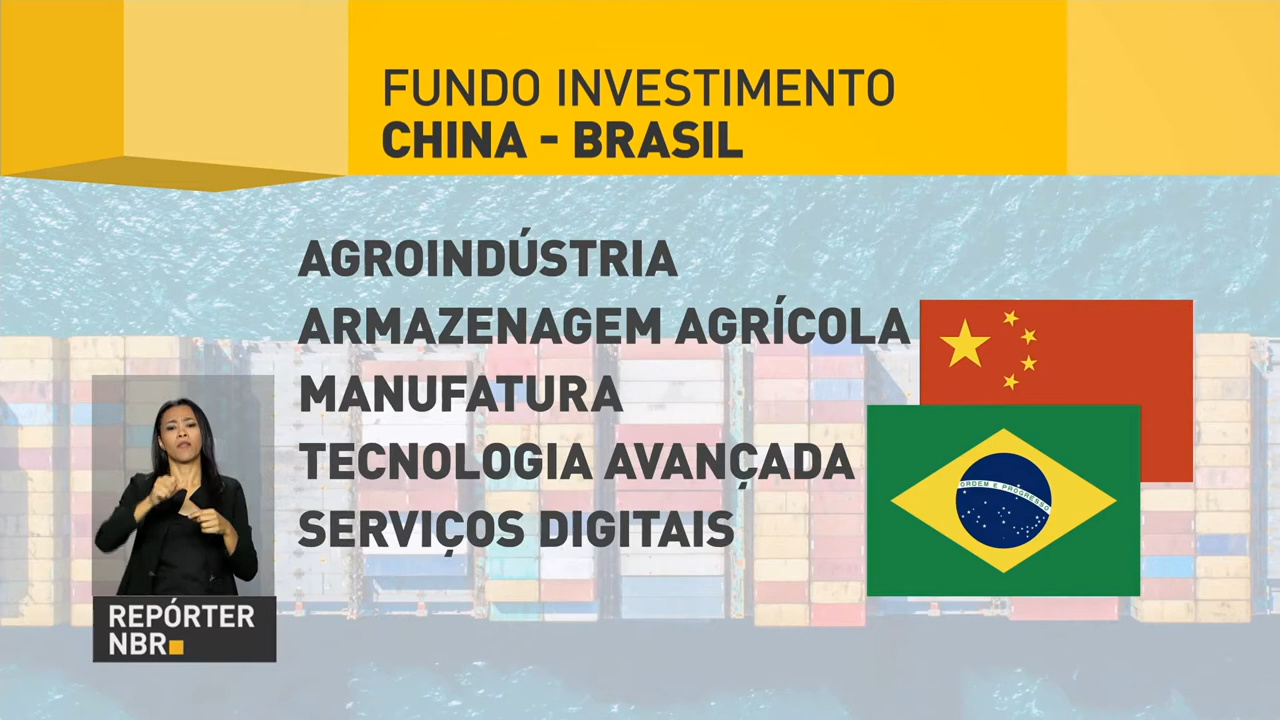 FUNDO INVESTIMENTO
CHINA - BRASIL
AGROINDÚSTRIA
ARMAZENAGEM AGRÍCOLA
MANUFATURA
TECNOLOGIA AVANÇADA
SERVIÇOS DIGITAIS
ORDEM E PROGRESSO
REPÓRTER
NBR